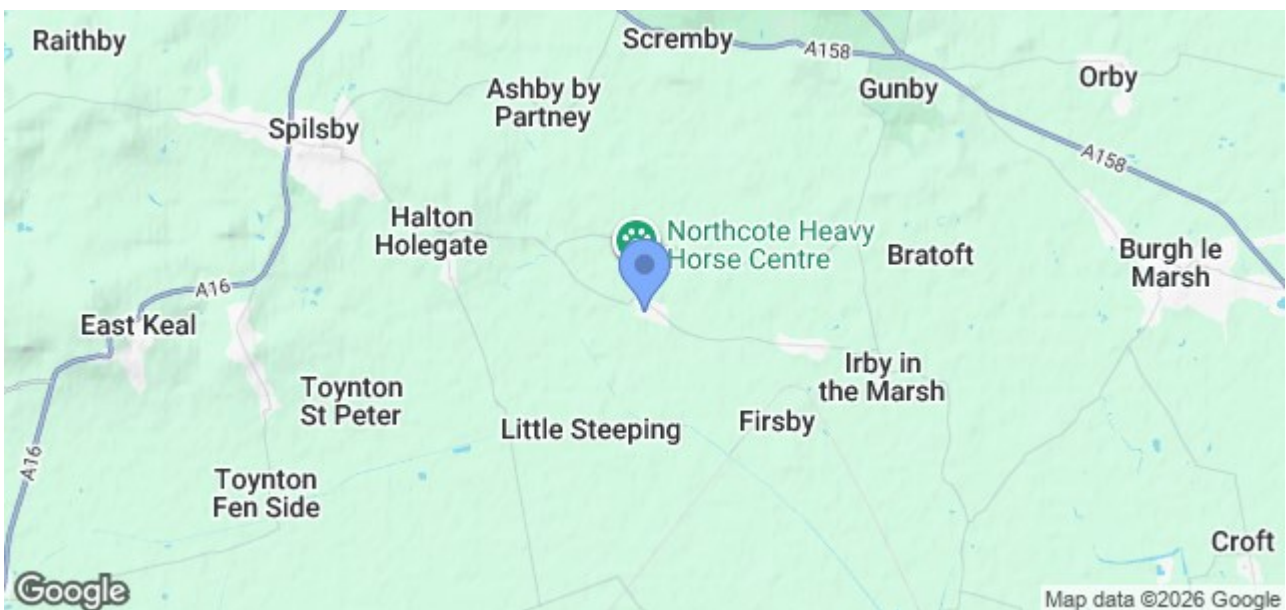 Raithby
Scremby
A158
Gunby
Orby
Ashby by
Partney
Spilsby
A158
Halton
Holegate
Northcote Heavy
Horse Centre
Bratoft
Burgh le
Marsh
A16
East Keal
Irby in
the Marsh
Toynton
St Peter
Little Steeping
Firsby
A16
Toynton
Fen Side
Croft
Google
Map data ©2026 Google